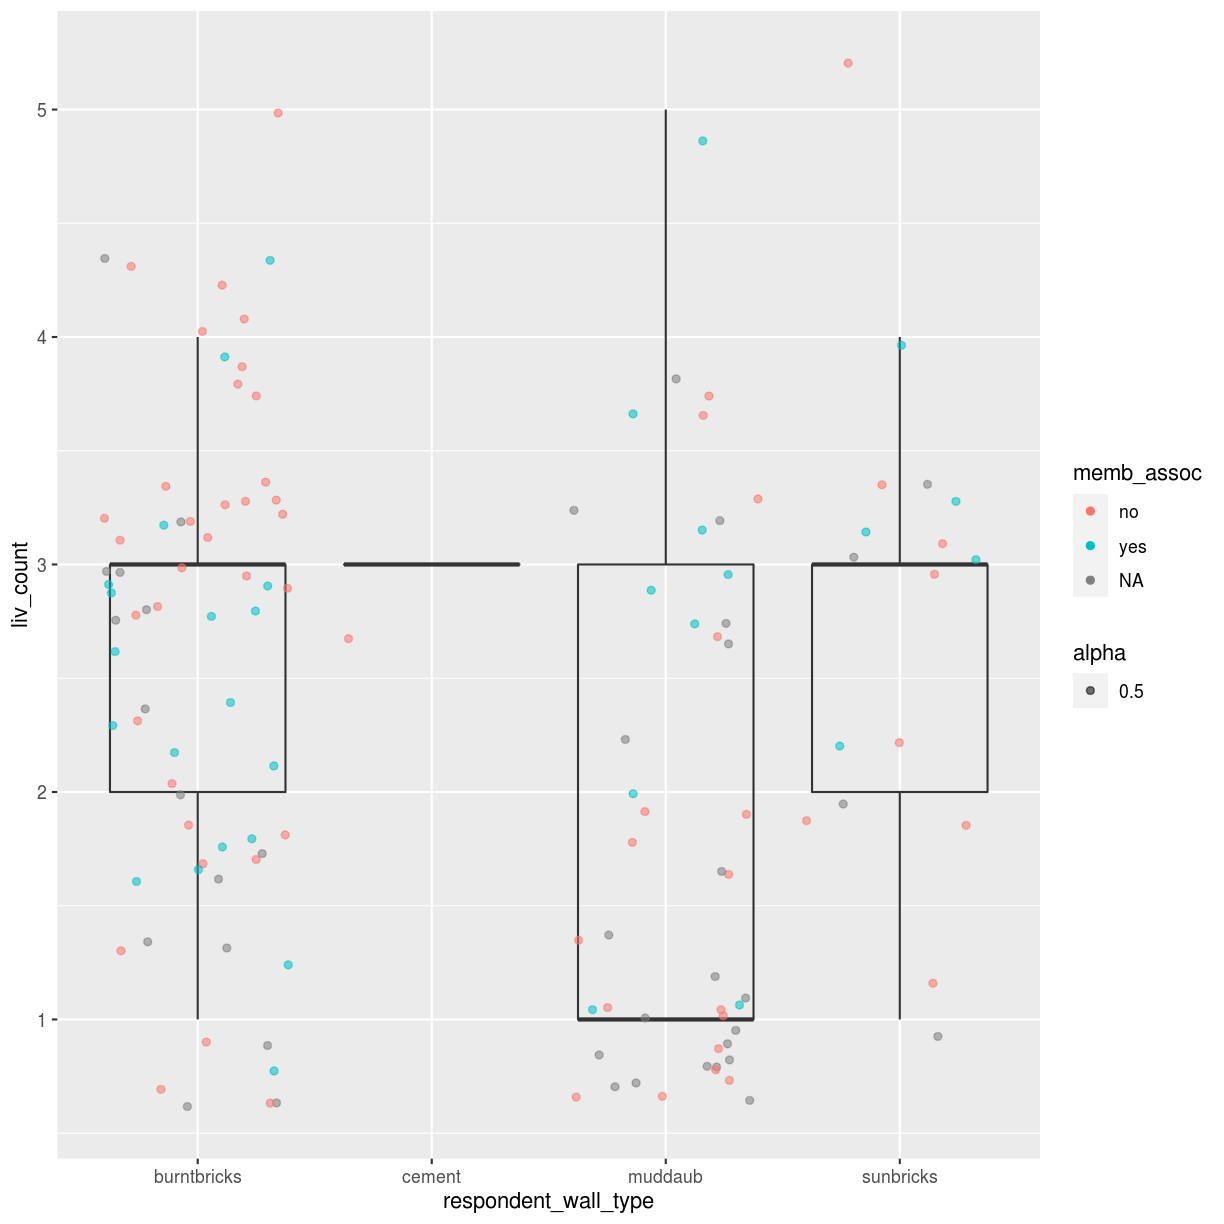 5
4
3
2
1
liv_count
burntbricks cement muddaub sunbricks
respondent_wall_type
memb_assoc
no
yes
NA
alpha
0.5